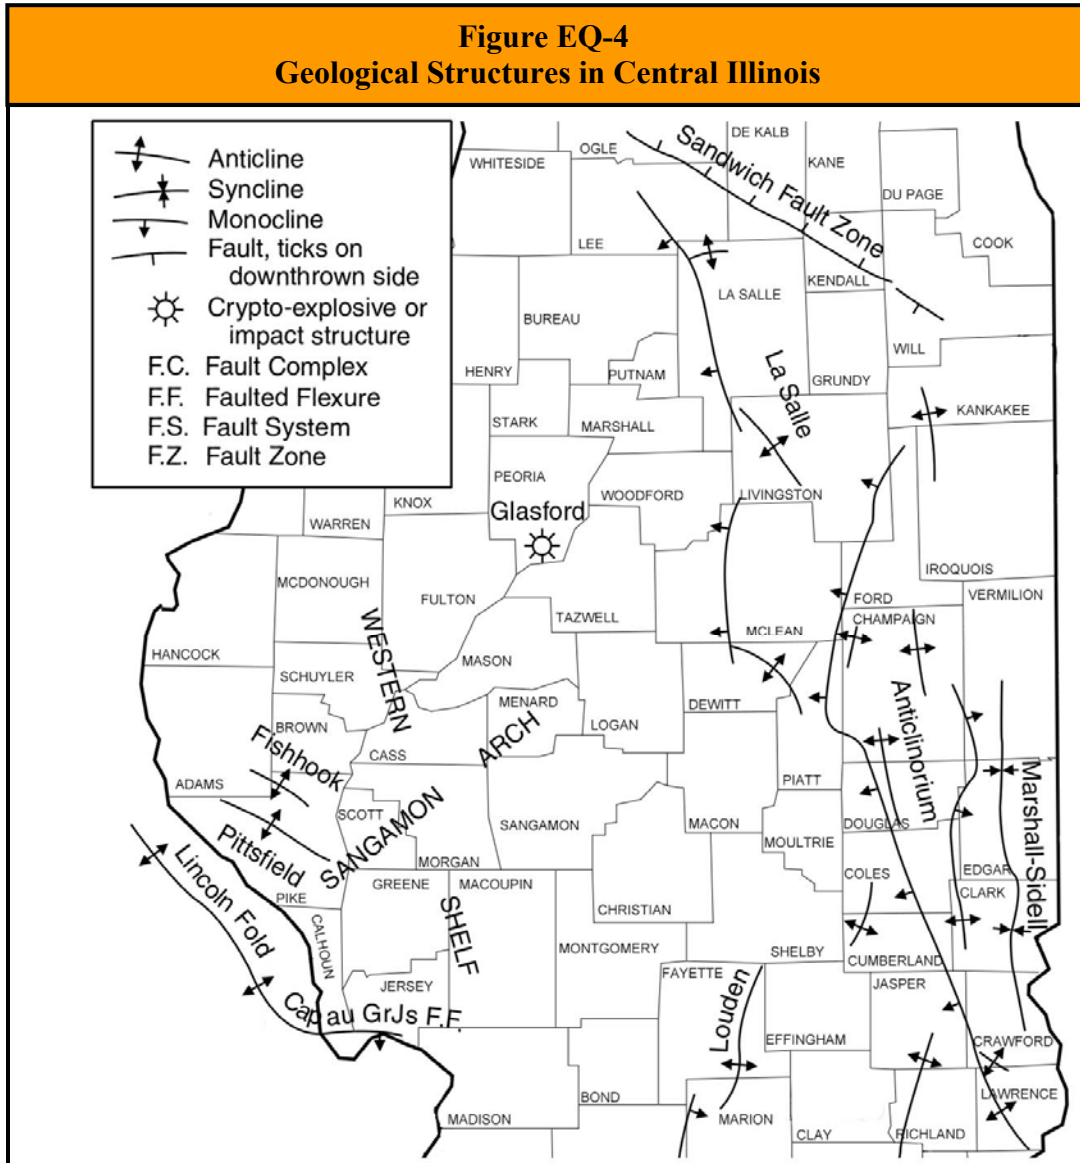 Figure EQ-4
Geological Structures in Central Illinois
Anticline
Syncline
Monocline
Fault, ticks on
downthrown side
Crypto-explosive or
impact structure
F.C. Fault Complex
F.F. Faulted Flexure
F.S. Fault System
F.Z. Fault Zone
WHITESIDE
OGLE
DE KALB
KANE
DU PAGE
COOK
Sandwich Fault Zone
LEE
KENDALL
LA SALLE
BUREAU
WILL
HENRY
PUTNAM
GRUNDY
La Salle
KANKAKEE
STARK
MARSHALL
PEORIA
WOODFORD
LIVINGSTON
KNOX
Glasford
WARREN
IROQUOIS
MCDONOUGH
FULTON
FORD
VERMILION
TAZWELL
CHAMPAIGN
MCLEAN
HANCOCK
MASON
SCHUYLER
WESTERN
MENARD
DEWITT
BROWN
LOGAN
ARCH
Anticlinorium
CASS
Fishhook
ADAMS
PIATT
SCOTT
SANGAMON
MACON
DOUGLAS
Marshall-Sidell
Pittsfield
SANGAMON
MOULTRIE
MORGAN
EDGAR
COLES
GREENE
MACOUPIN
CLARK
PIKE
Lincoln Fold
CHRISTIAN
CALHOUN
SHELF
MONTGOMERY
SHELBY
CUMBERLAND
FAYETTE
JERSEY
JASPER
Cap au GrJs F.F.
Louden
EFFINGHAM
CRAWFORD
BOND
LAWRENCE
MADISON
MARION
CLAY
RICHLAND